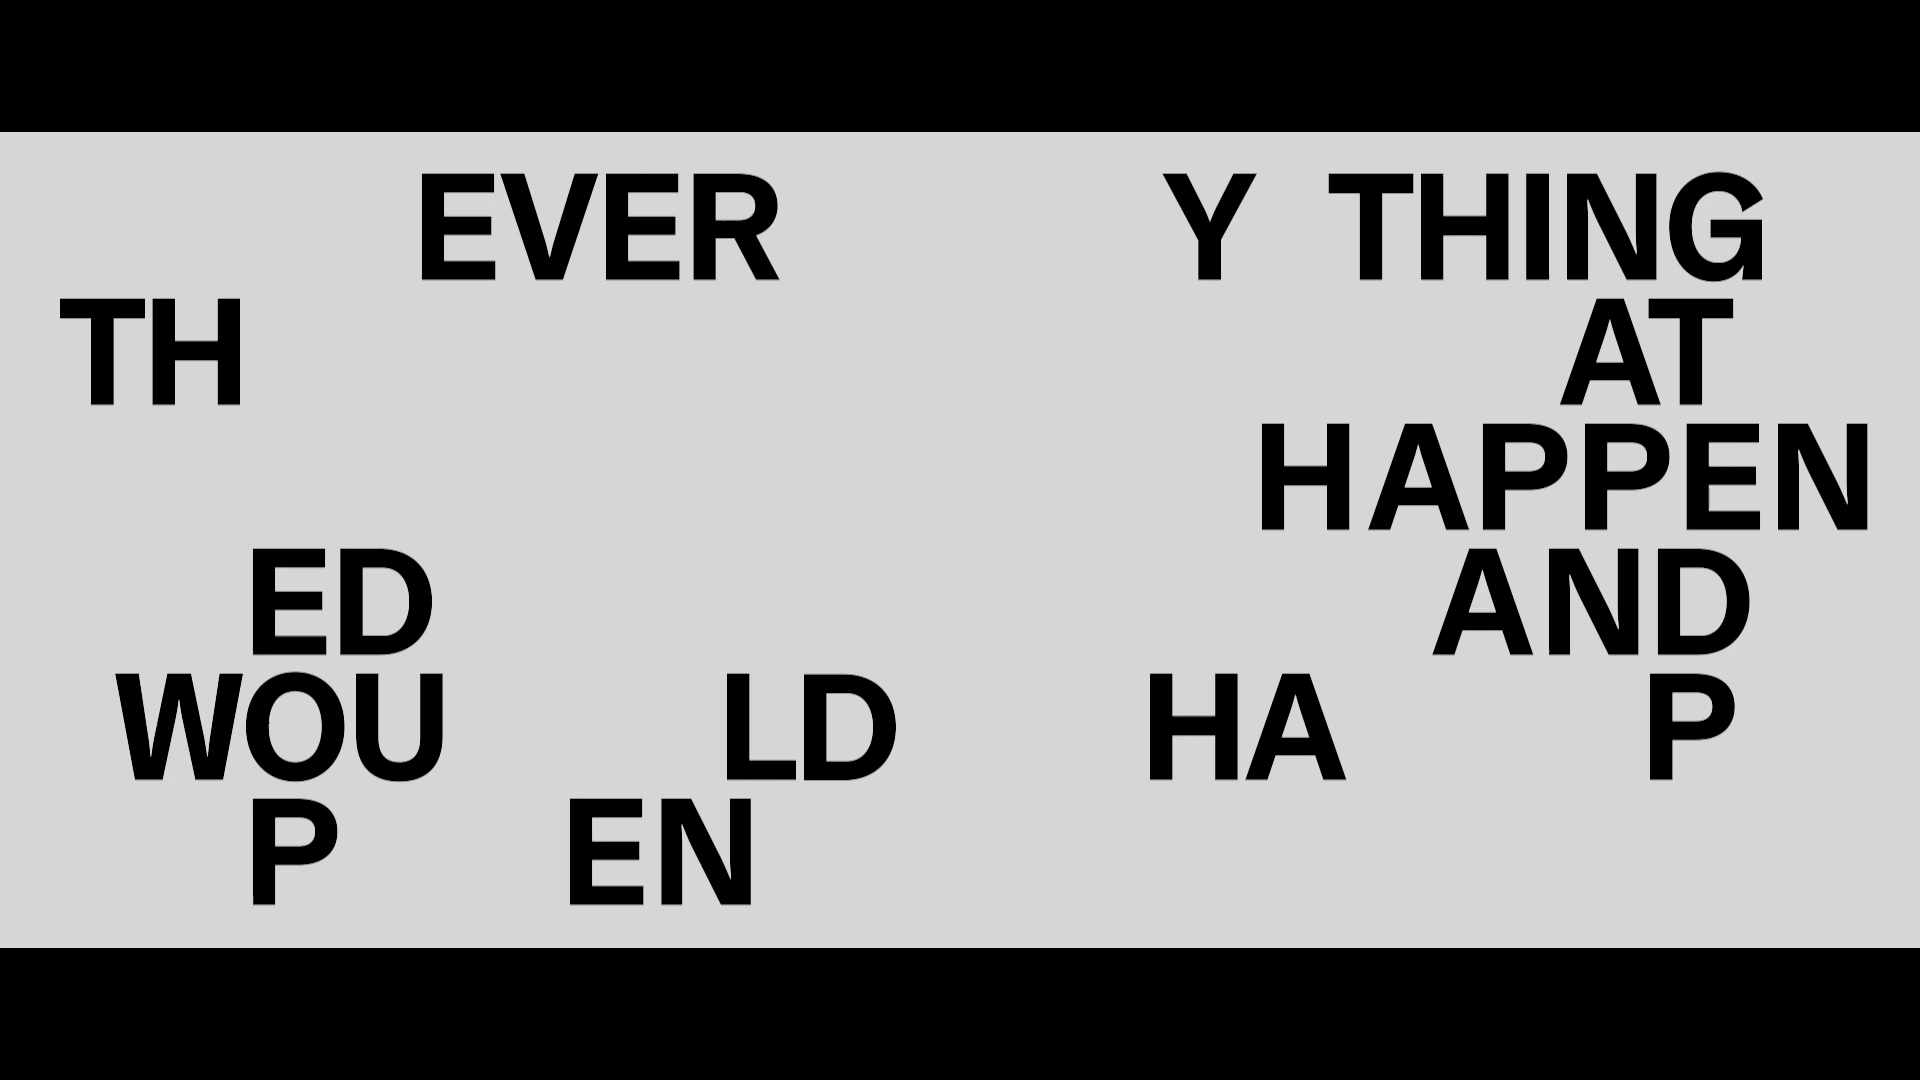 EVER Y THING
TH AT
HAPPEN
ED AND
WOU LD HA P
P EN